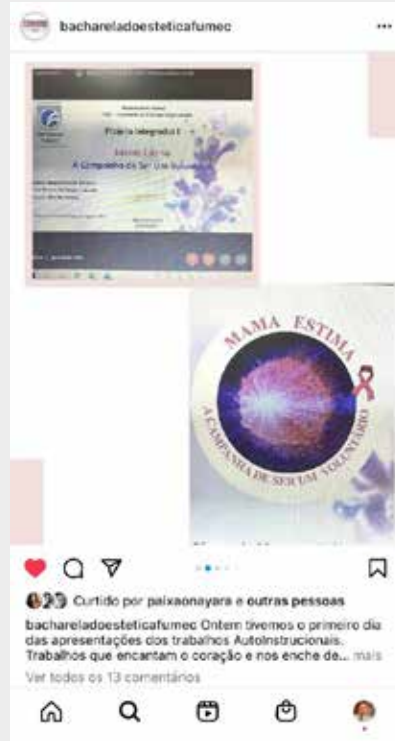 bachareladoesteticafumec
Projeto Integrador I
A Campanha de Ser Um Voluntário
MAMA ESTIMA
A CAMPANHA DE SER UM VOLUNTÁRIO
Curtido por paixaonayara e outras pessoas
bachareladoesteticafumec Ontem tivemos o primeiro dia
das apresentações dos trabalhos AutoInstrucionais.
Trabalhos que encantam o coração e nos enche de... mais
Ver todos os 13 comentários